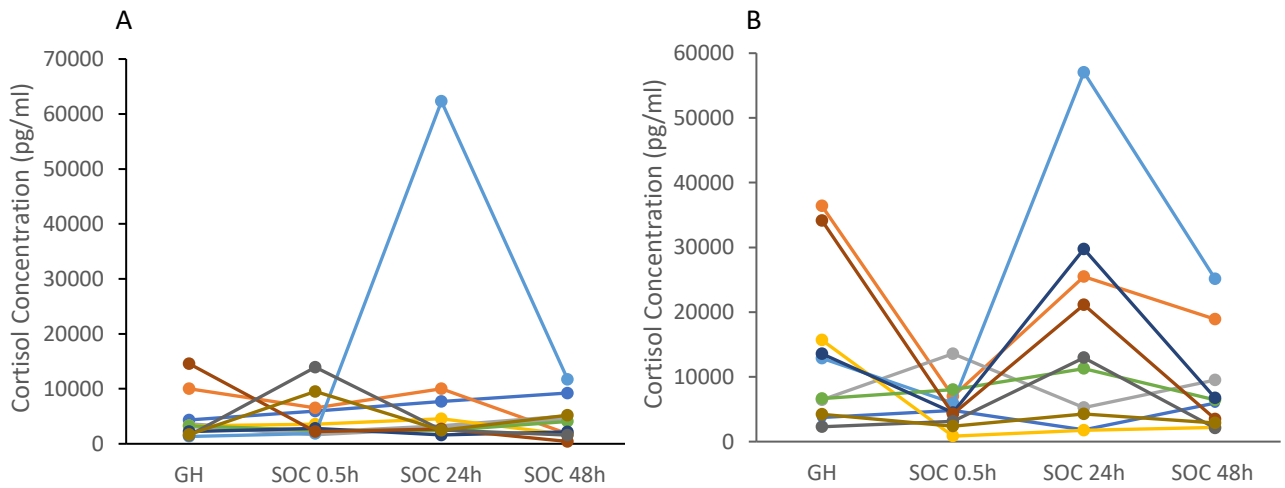 A
Cortisol Concentration (pg/ml)
70000
60000
50000
40000
30000
20000
10000
0
GH SOC 0.5h SOC 24h SOC 48h
B
Cortisol Concentration (pg/ml)
60000
50000
40000
30000
20000
10000
0
GH SOC 0.5h SOC 24h SOC 48h